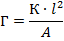 Г = К · l² / A